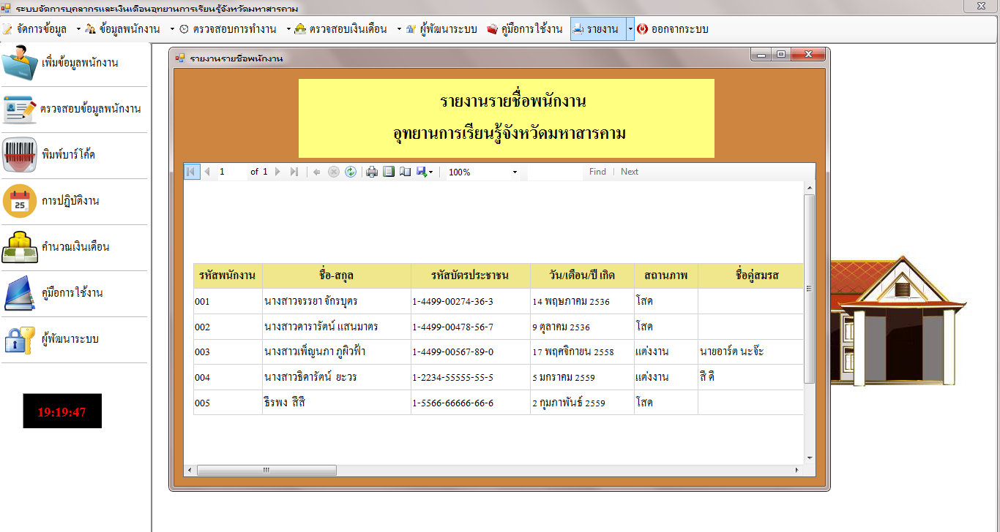 ระบบจัดการบุคลากรและเงินเดือนอุทยานการเรียนรู้จังหวัดมหาสารคาม
จัดการข้อมูล ข้อมูลพนักงาน ตรวจสอบการทำงาน ตรวจสอบเงินเดือน ผู้พัฒนาระบบ คู่มือการใช้งาน รายงาน ออกจากระบบ
เพิ่มข้อมูลพนักงาน
ตรวจสอบข้อมูลพนักงาน
พิมพ์บาร์โค้ด
25
การปฏิบัติงาน
คำนวณเงินเดือน
คู่มือการใช้งาน
ผู้พัฒนาระบบ
19:19:47
รายงานรายชื่อพนักงาน
รายงานรายชื่อพนักงาน
อุทยานการเรียนรู้จังหวัดมหาสารคาม
1 of 1 100% Find | Next
รหัสพนักงาน ชื่อ-สกุล รหัสบัตรประชาชน วัน/เดือน/ปี เกิด สถานภาพ ชื่อคู่สมรส
001 นางสาวจรรยา จักรบุตร 1-4499-00274-36-3 14 พฤษภาคม 2536 โสด
002 นางสาวดารารัตน์ แสนมาตร 1-4499-00478-56-7 9 ตุลาคม 2536 โสด
003 นางสาวเพ็ญนภา ภูผิวฟ้า 1-4499-00567-89-0 17 พฤศจิกายน 2558 แต่งงาน นายอาร์ต นะจ๊ะ
004 นางสาวธิดารัตน์ ยะวร 1-2234-55555-55-5 5 มกราคม 2559 แต่งงาน สี ดี
005 ธีรพง สีสี 1-5566-66666-66-6 2 กุมภาพันธ์ 2559 โสด